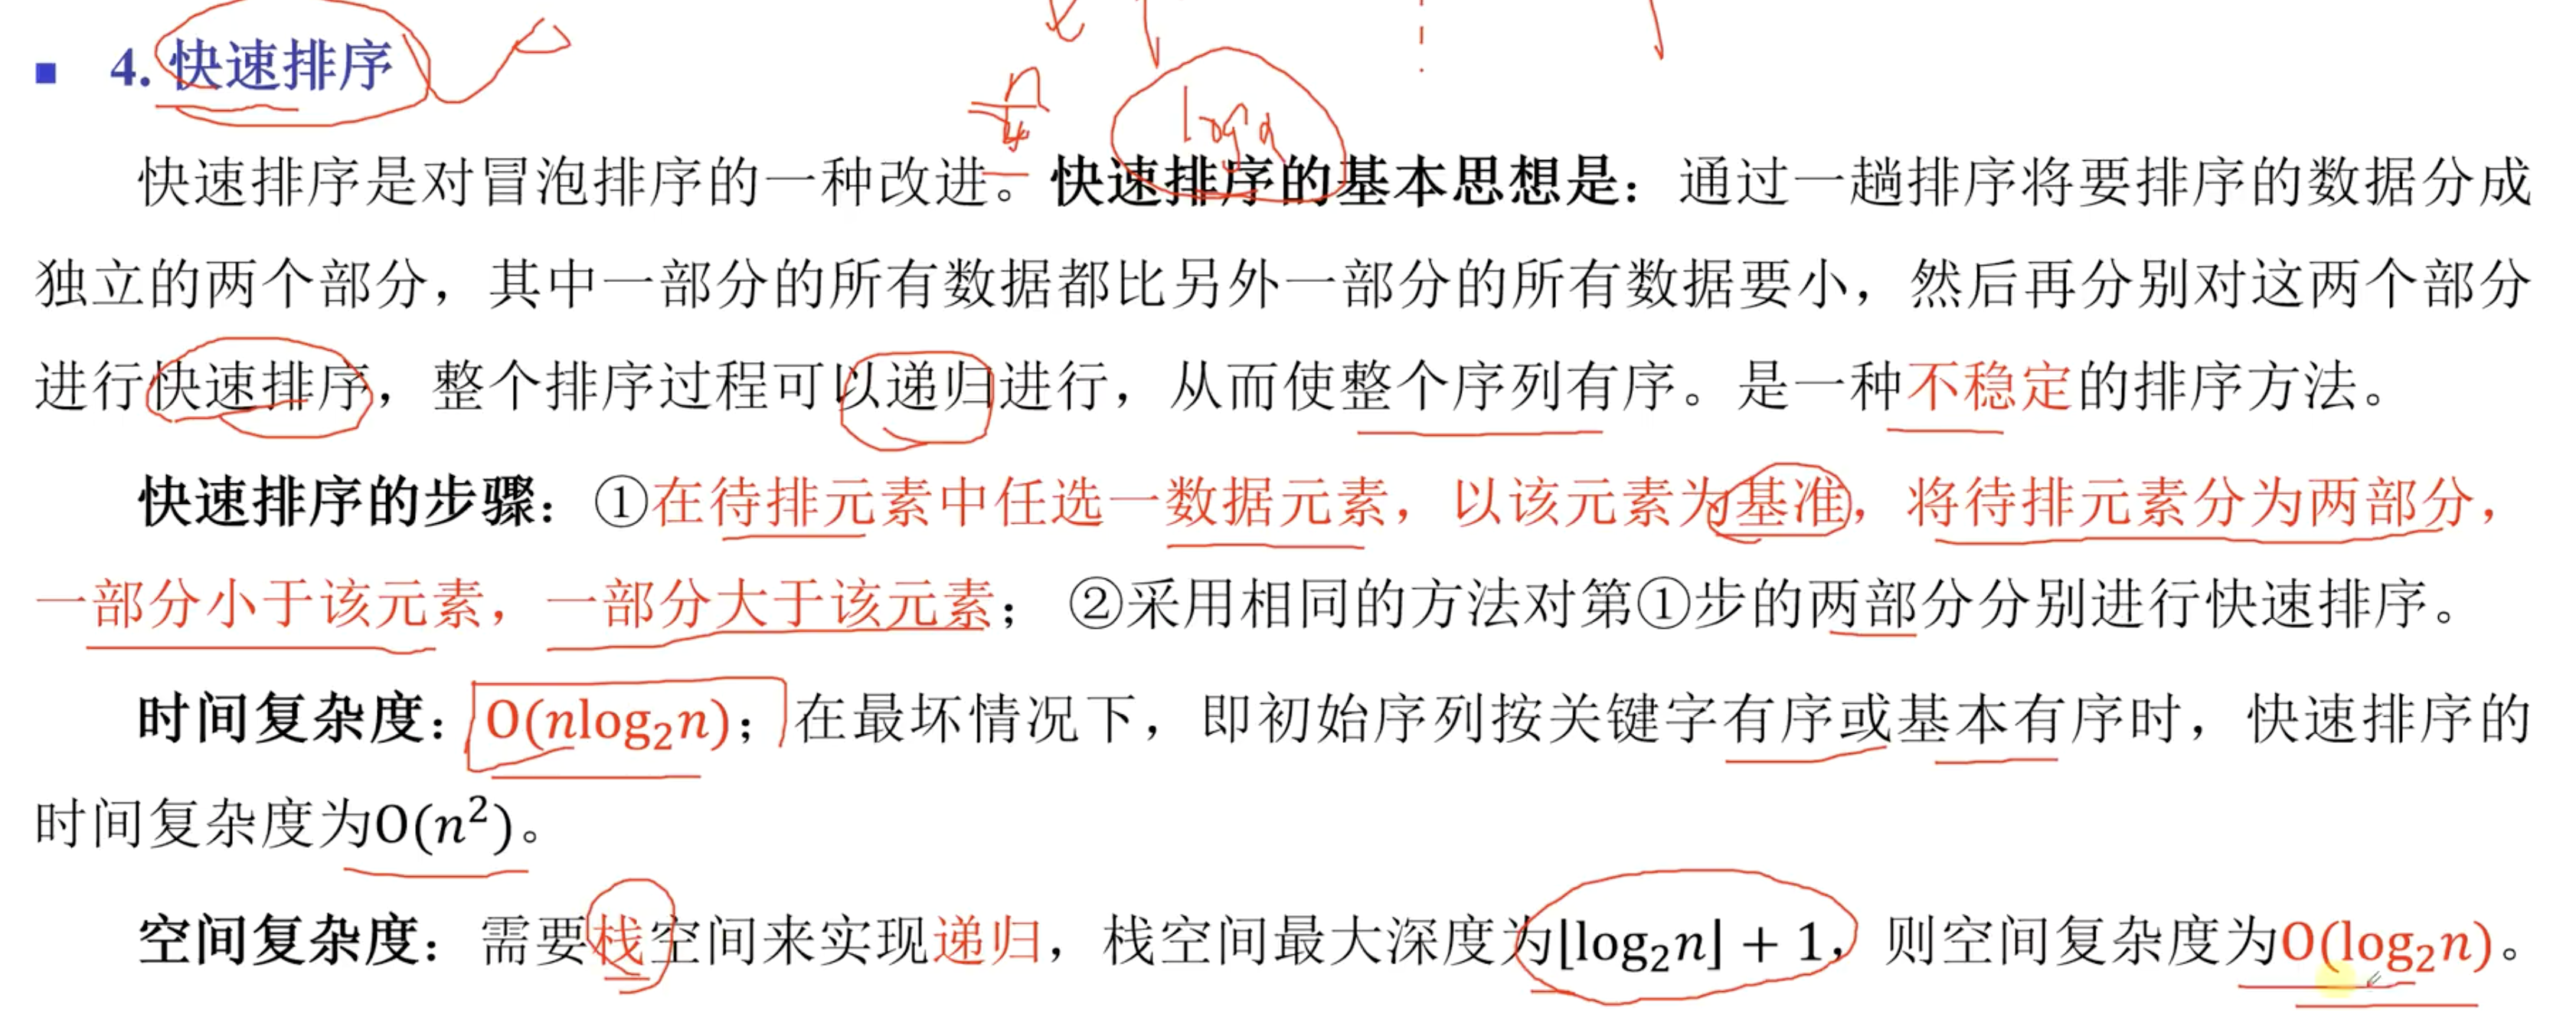 4. 快速排序
log n
快速排序是对冒泡排序的一种改进。快速排序的基本思想是：通过一趟排序将要排序的数据分成
独立的两个部分，其中一部分的所有数据都比另外一部分的所有数据要小，然后再分别对这两个部分
进行快速排序，整个排序过程可以递归进行，从而使整个序列有序。是一种不稳定的排序方法。
快速排序的步骤：①在待排元素中任选一数据元素，以该元素为基准，将待排元素分为两部分，
一部分小于该元素，一部分大于该元素；②采用相同的方法对第①步的两部分分别进行快速排序。
时间复杂度：O(nlog₂n)；在最坏情况下，即初始序列按关键字有序或基本有序时，快速排序的
时间复杂度为O(n²)。
空间复杂度：需要栈空间来实现递归，栈空间最大深度为⌊log₂n⌋ + 1，则空间复杂度为O(log₂n)。